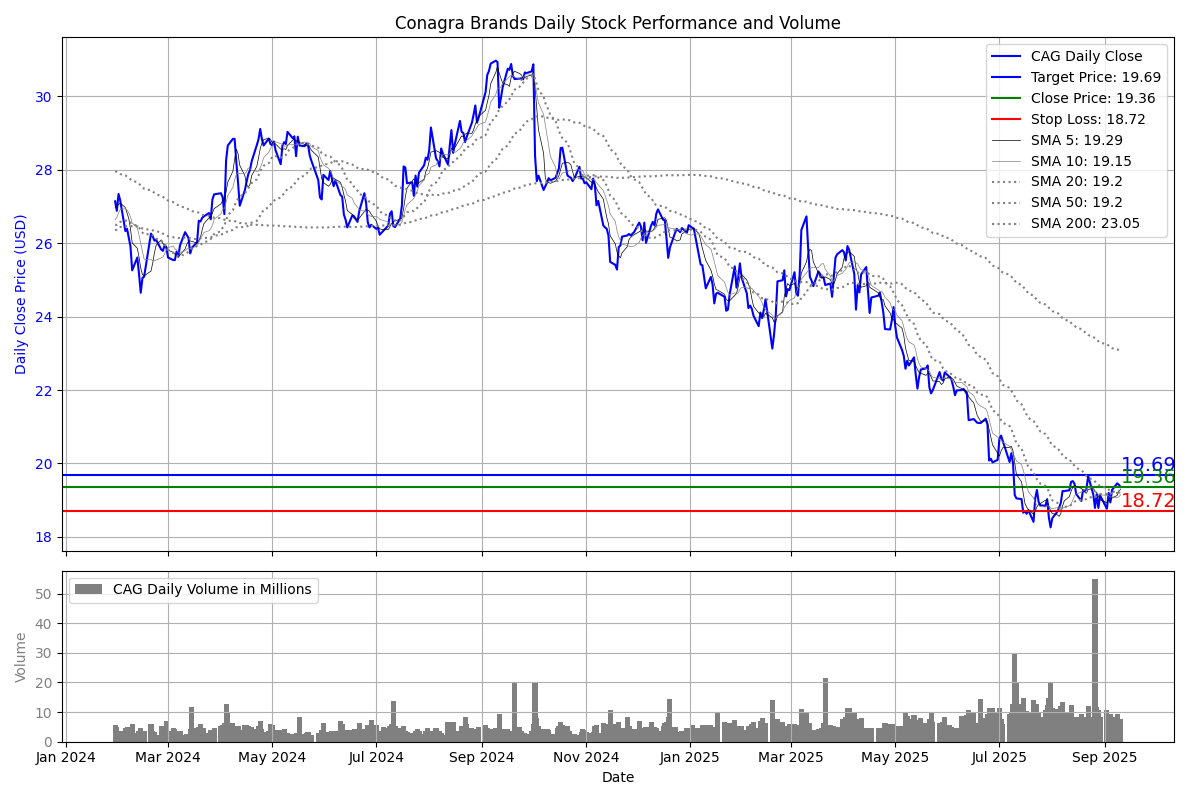 Conagra Brands Daily Stock Performance and Volume
Daily Close Price (USD)
30
28
26
24
22
20
18
CAG Daily Close
Target Price: 19.69
Close Price: 19.36
Stop Loss: 18.72
SMA 5: 19.29
SMA 10: 19.15
SMA 20: 19.2
SMA 50: 19.2
SMA 200: 23.05
19.69
19.36
18.72
Volume
50
40
30
20
10
0
CAG Daily Volume in Millions
Jan 2024 Mar 2024 May 2024 Jul 2024 Sep 2024 Nov 2024 Jan 2025 Mar 2025 May 2025 Jul 2025 Sep 2025
Date